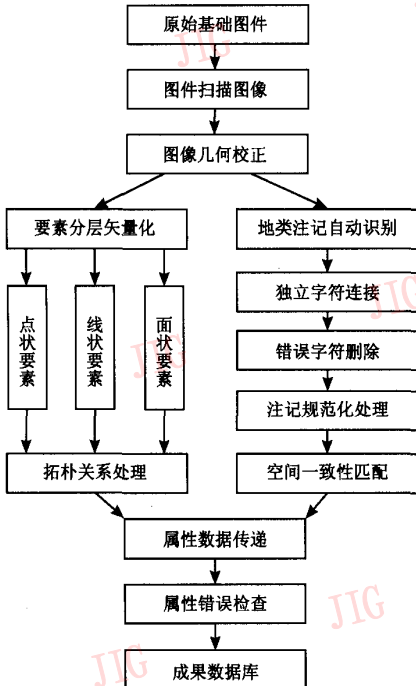 原始基础图件
图件扫描图像
图像几何校正
要素分层矢量化
地类注记自动识别
点状要素
线状要素
面状要素
独立字符连接
错误字符删除
注记规范化处理
拓朴关系处理
空间一致性匹配
属性数据传递
属性错误检查
成果数据库
JIG
JIG
JIG
JIG
JIG